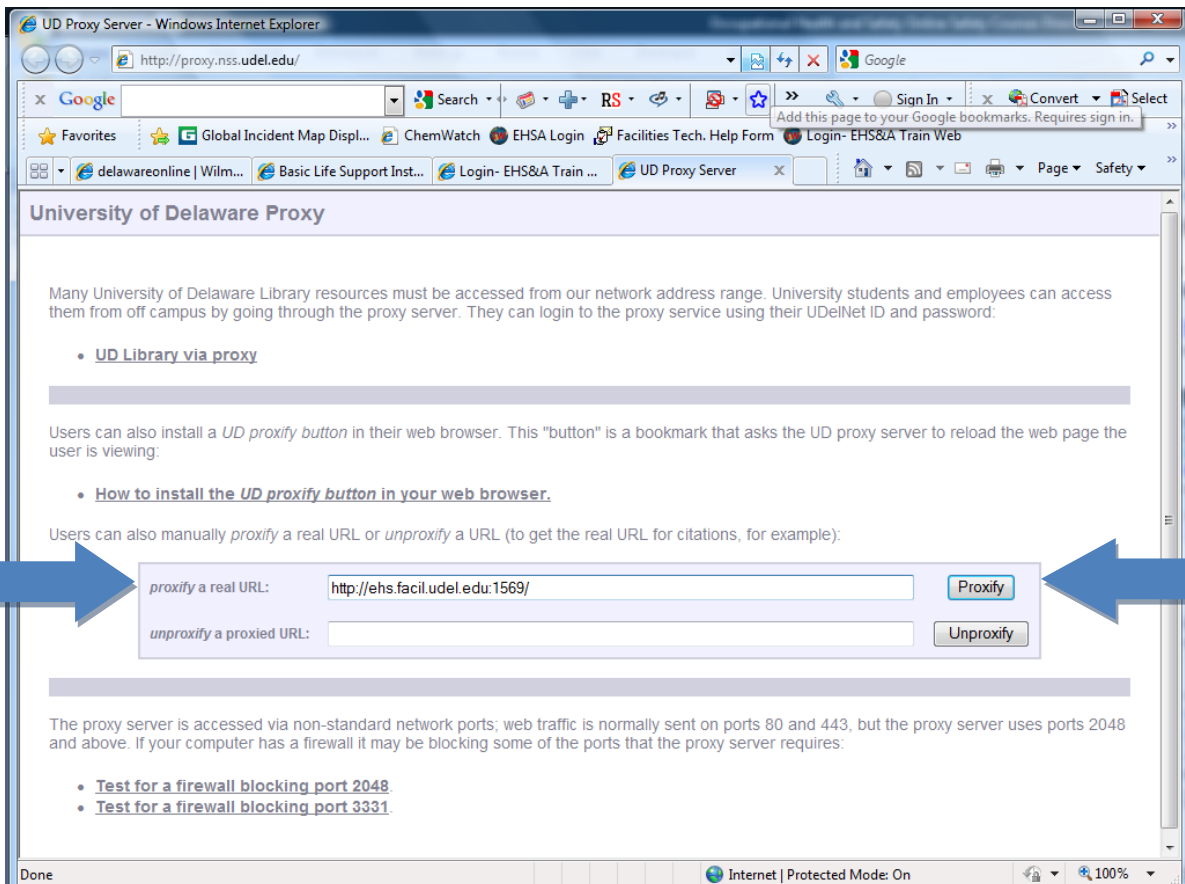 UD Proxy Server - Windows Internet Explorer
http://proxy.nss.udel.edu/ Google
x Google Search RS » Sign In x Convert Select
Add this page to your Google bookmarks. Requires sign in.
Favorites Global Incident Map Displ... ChemWatch EHSA Login Facilities Tech. Help Form Login- EHS&A Train Web »
delawareonline | Wilm... Basic Life Support Inst... Login- EHS&A Train ... UD Proxy Server x Page Safety »
University of Delaware Proxy
Many University of Delaware Library resources must be accessed from our network address range. University students and employees can access
them from off campus by going through the proxy server. They can login to the proxy service using their UDelNet ID and password:
• UD Library via proxy
Users can also install a UD proxify button in their web browser. This "button" is a bookmark that asks the UD proxy server to reload the web page the
user is viewing:
• How to install the UD proxify button in your web browser.
Users can also manually proxify a real URL or unproxify a URL (to get the real URL for citations, for example):
proxify a real URL: http://ehs.facil.udel.edu:1569/ Proxify
unproxify a proxied URL: Unproxify
The proxy server is accessed via non-standard network ports; web traffic is normally sent on ports 80 and 443, but the proxy server uses ports 2048
and above. If your computer has a firewall it may be blocking some of the ports that the proxy server requires:
• Test for a firewall blocking port 2048.
• Test for a firewall blocking port 3331.
Done Internet | Protected Mode: On 100%